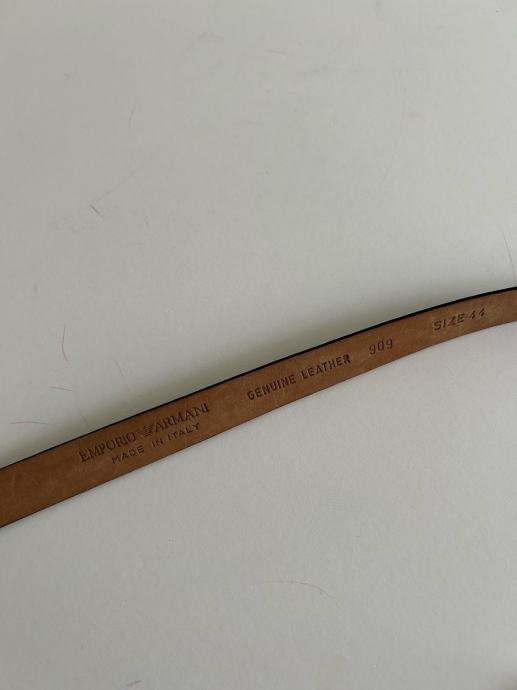 EMPORIO ARMANI
MADE IN ITALY
GENUINE LEATHER
909
SIZE 44